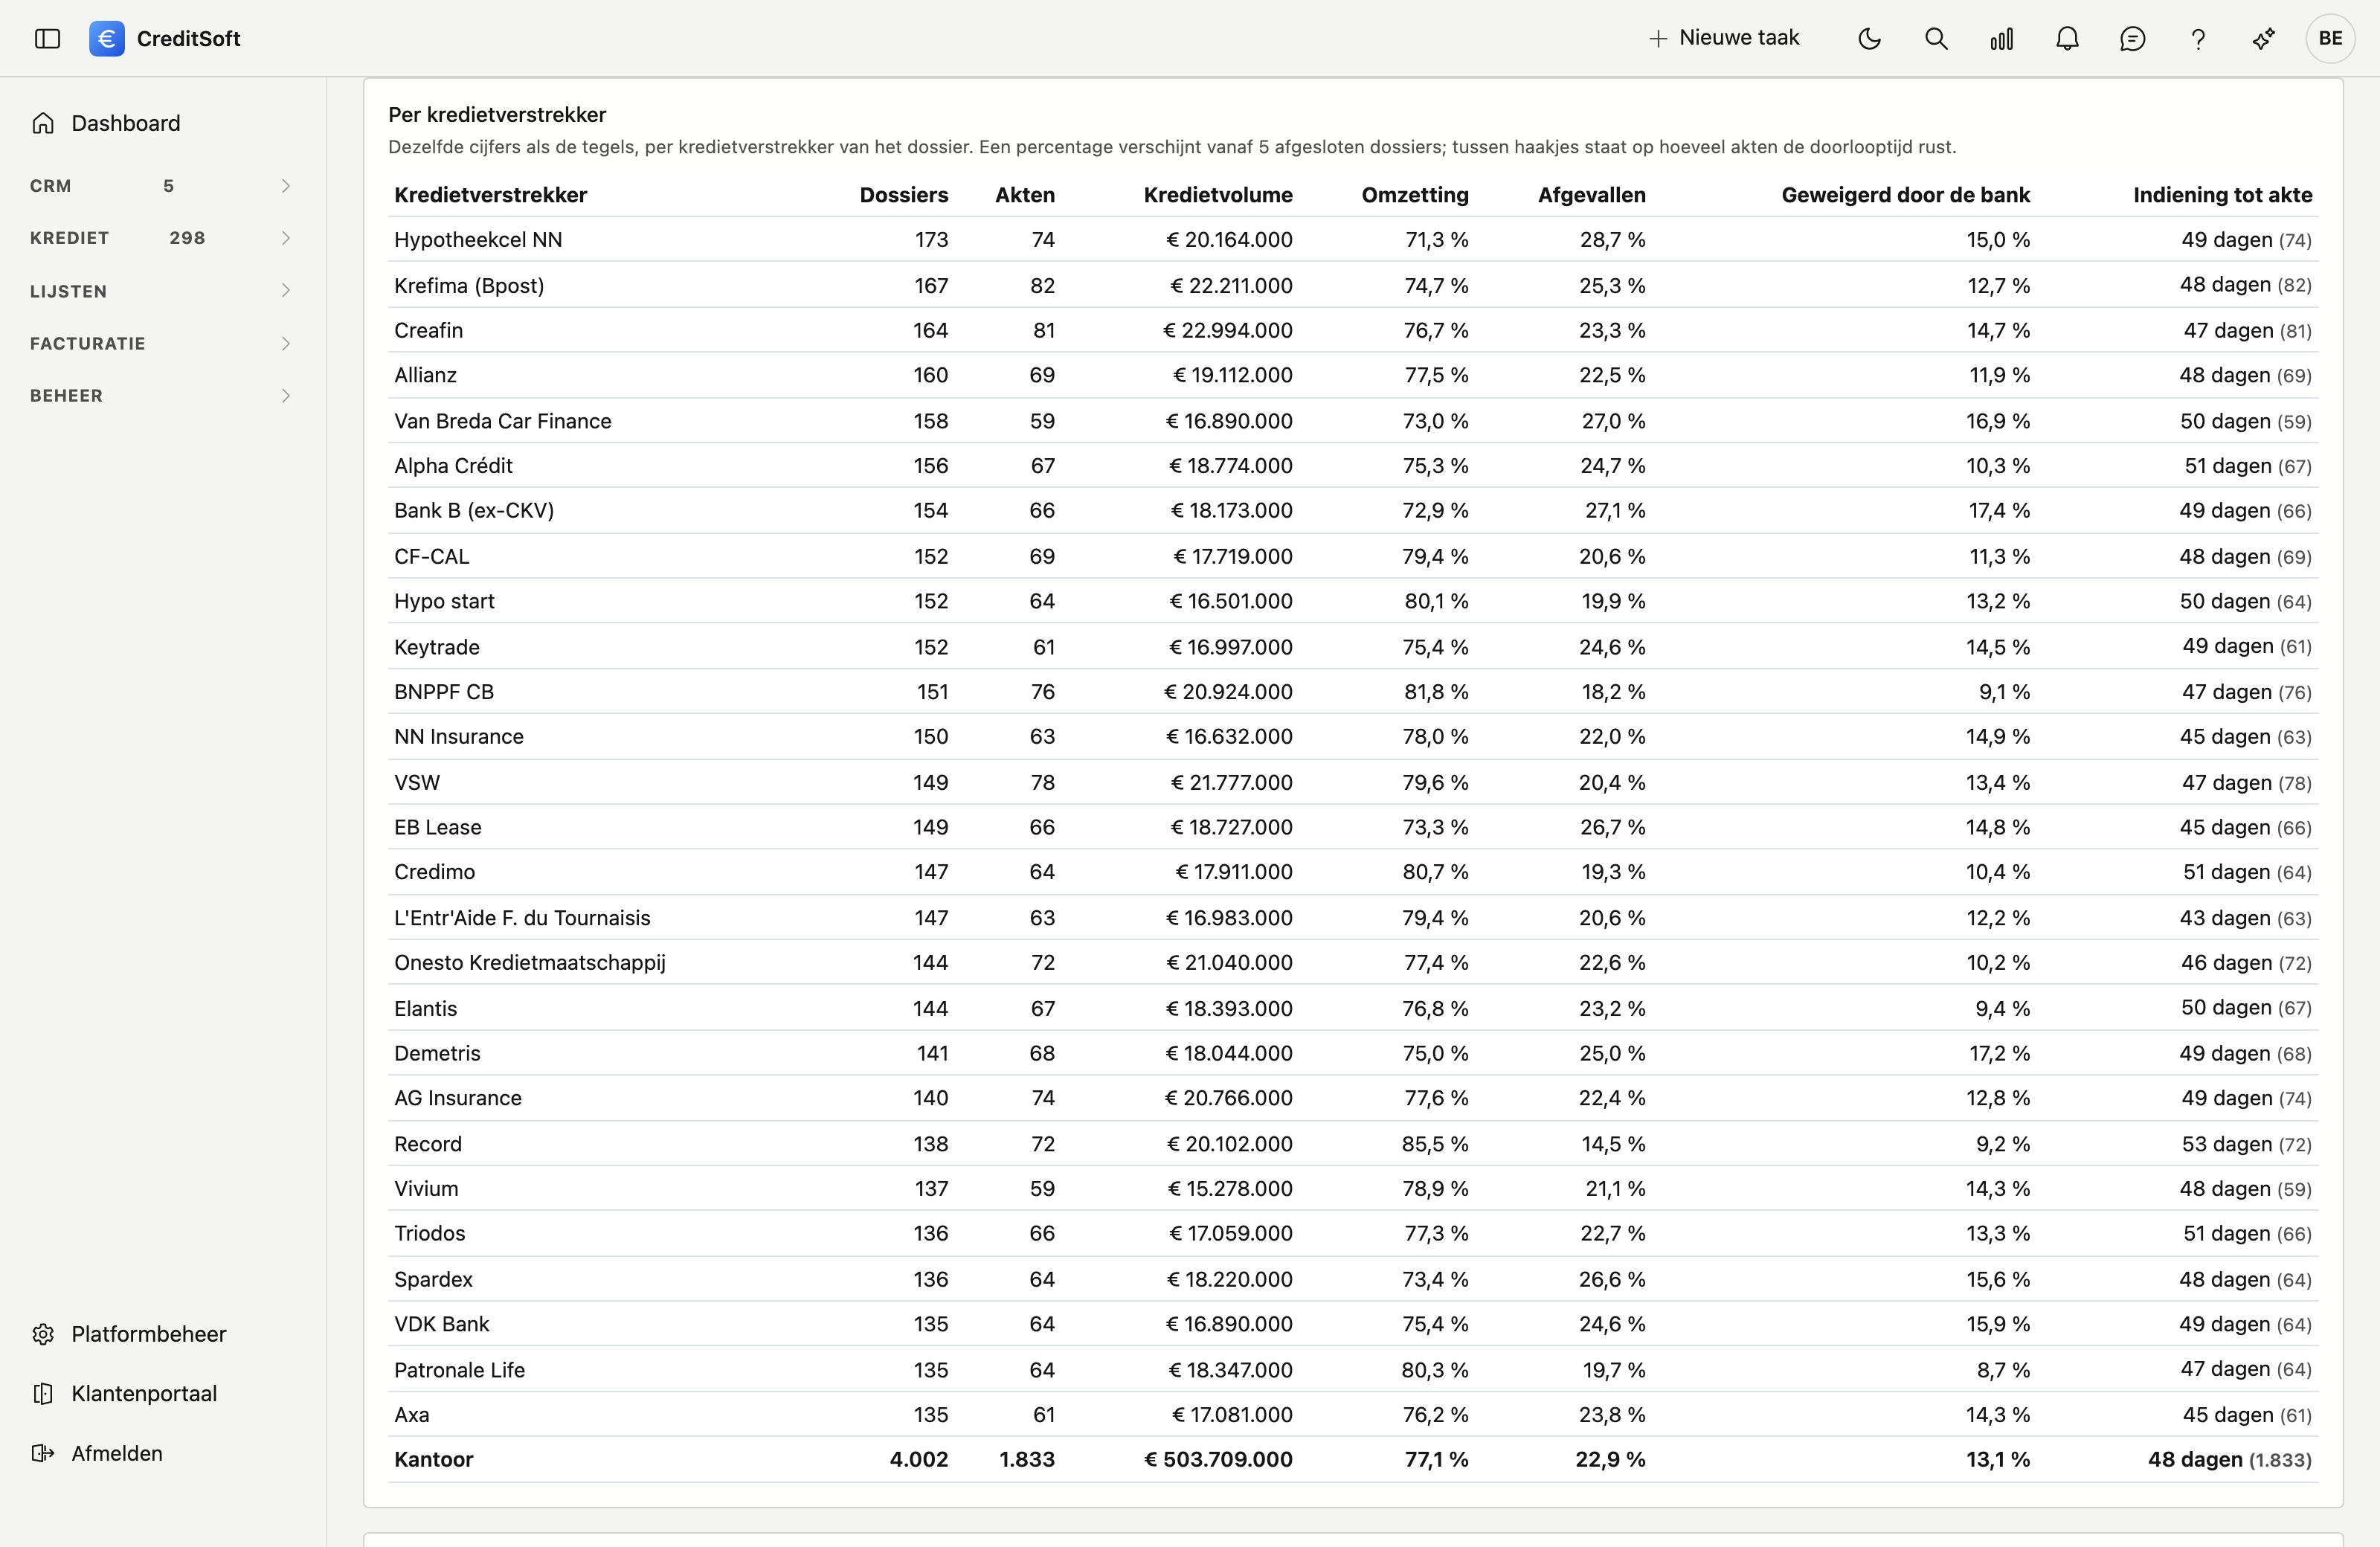 CreditSoft
Nieuwe taak
BE
Dashboard
CRM 5
KREDIET 298
LIJSTEN
FACTURATIE
BEHEER
Platformbeheer
Klantenportaal
Afmelden
Per kredietverstrekker
Dezelfde cijfers als de tegels, per kredietverstrekker van het dossier. Een percentage verschijnt vanaf 5 afgesloten dossiers; tussen haakjes staat op hoeveel akten de doorlooptijd rust.
Kredietverstrekker Dossiers Akten Kredietvolume Omzetting Afgevallen Geweigerd door de bank Indiening tot akte
Hypotheekcel NN 173 74 € 20.164.000 71,3 % 28,7 % 15,0 % 49 dagen (74)
Krefima (Bpost) 167 82 € 22.211.000 74,7 % 25,3 % 12,7 % 48 dagen (82)
Creafin 164 81 € 22.994.000 76,7 % 23,3 % 14,7 % 47 dagen (81)
Allianz 160 69 € 19.112.000 77,5 % 22,5 % 11,9 % 48 dagen (69)
Van Breda Car Finance 158 59 € 16.890.000 73,0 % 27,0 % 16,9 % 50 dagen (59)
Alpha Crédit 156 67 € 18.774.000 75,3 % 24,7 % 10,3 % 51 dagen (67)
Bank B (ex-CKV) 154 66 € 18.173.000 72,9 % 27,1 % 17,4 % 49 dagen (66)
CF-CAL 152 69 € 17.719.000 79,4 % 20,6 % 11,3 % 48 dagen (69)
Hypo start 152 64 € 16.501.000 80,1 % 19,9 % 13,2 % 50 dagen (64)
Keytrade 152 61 € 16.997.000 75,4 % 24,6 % 14,5 % 49 dagen (61)
BNPPF CB 151 76 € 20.924.000 81,8 % 18,2 % 9,1 % 47 dagen (76)
NN Insurance 150 63 € 16.632.000 78,0 % 22,0 % 14,9 % 45 dagen (63)
VSW 149 78 € 21.777.000 79,6 % 20,4 % 13,4 % 47 dagen (78)
EB Lease 149 66 € 18.727.000 73,3 % 26,7 % 14,8 % 45 dagen (66)
Credimo 147 64 € 17.911.000 80,7 % 19,3 % 10,4 % 51 dagen (64)
L'Entr'Aide F. du Tournaisis 147 63 € 16.983.000 79,4 % 20,6 % 12,2 % 43 dagen (63)
Onesto Kredietmaatschappij 144 72 € 21.040.000 77,4 % 22,6 % 10,2 % 46 dagen (72)
Elantis 144 67 € 18.393.000 76,8 % 23,2 % 9,4 % 50 dagen (67)
Demetris 141 68 € 18.044.000 75,0 % 25,0 % 17,2 % 49 dagen (68)
AG Insurance 140 74 € 20.766.000 77,6 % 22,4 % 12,8 % 49 dagen (74)
Record 138 72 € 20.102.000 85,5 % 14,5 % 9,2 % 53 dagen (72)
Vivium 137 59 € 15.278.000 78,9 % 21,1 % 14,3 % 48 dagen (59)
Triodos 136 66 € 17.059.000 77,3 % 22,7 % 13,3 % 51 dagen (66)
Spardex 136 64 € 18.220.000 73,4 % 26,6 % 15,6 % 48 dagen (64)
VDK Bank 135 64 € 16.890.000 75,4 % 24,6 % 15,9 % 49 dagen (64)
Patronale Life 135 64 € 18.347.000 80,3 % 19,7 % 8,7 % 47 dagen (64)
Axa 135 61 € 17.081.000 76,2 % 23,8 % 14,3 % 45 dagen (61)
Kantoor 4.002 1.833 € 503.709.000 77,1 % 22,9 % 13,1 % 48 dagen (1.833)